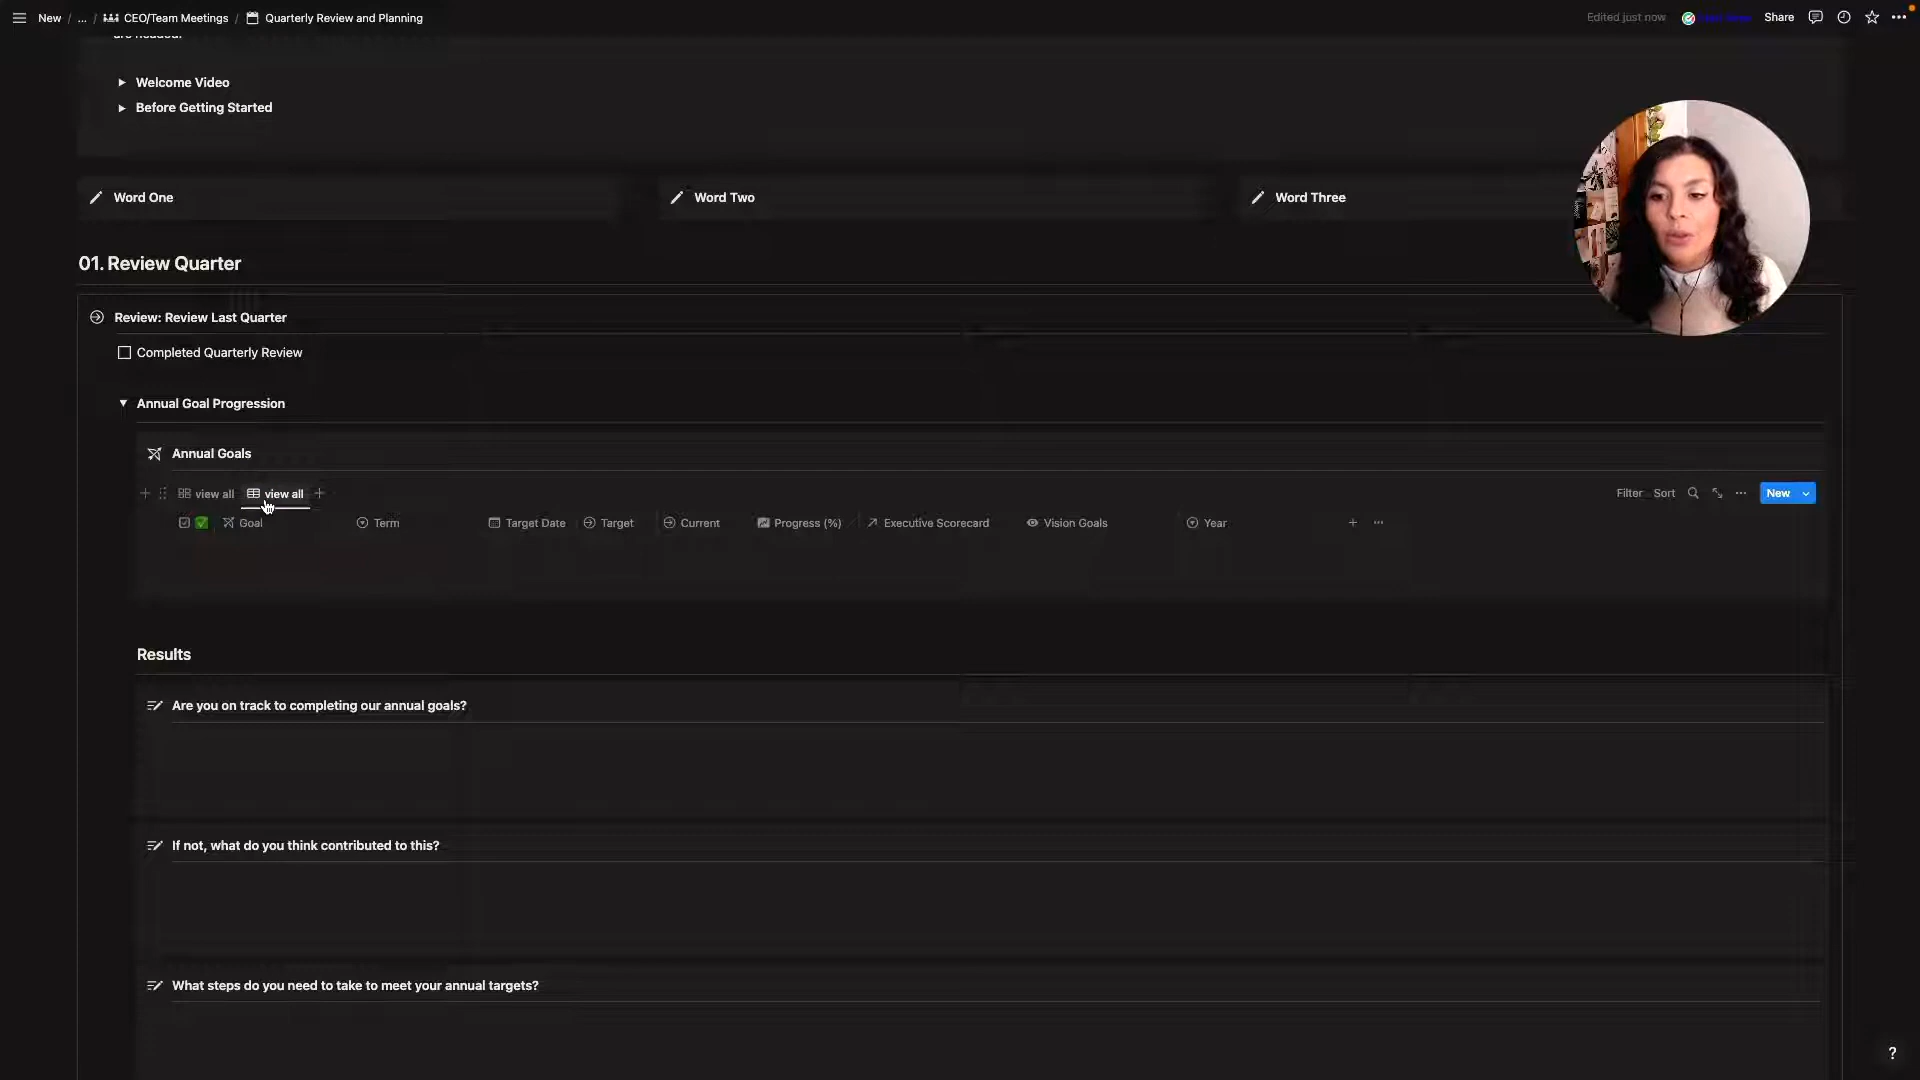 New / ... / CEO/Team Meetings / Quarterly Review and Planning
Edited just now Share
are needed.
Welcome Video
Before Getting Started
Word One Word Two Word Three
01. Review Quarter
Review: Review Last Quarter
Completed Quarterly Review
Annual Goal Progression
Annual Goals
view all view all Filter Sort New
Goal Term Target Date Target Current Progress (%) Executive Scorecard Vision Goals Year
Results
Are you on track to completing our annual goals?
If not, what do you think contributed to this?
What steps do you need to take to meet your annual targets?
?